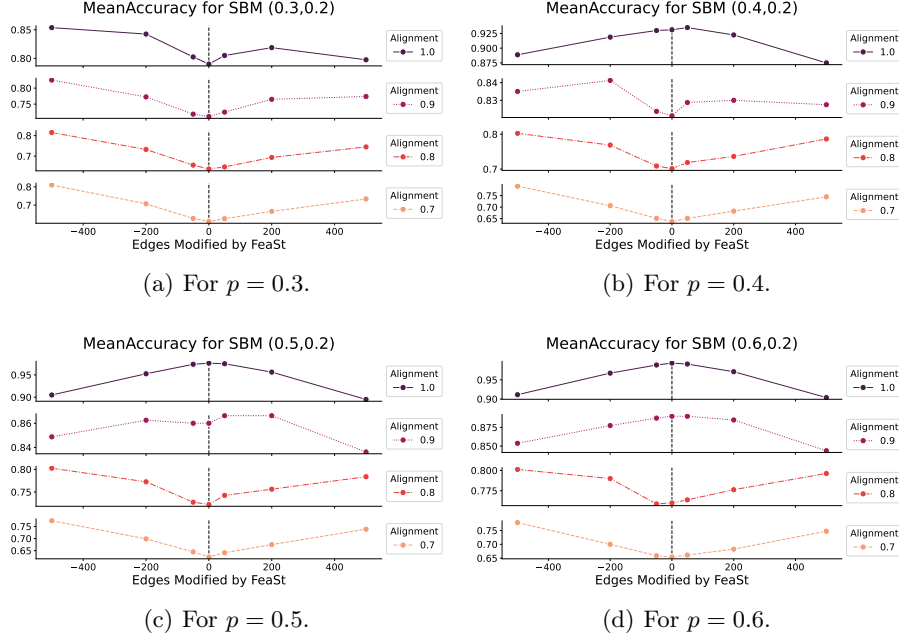 MeanAccuracy for SBM (0.3,0.2)
0.85
0.80
Alignment
1.0
0.80
0.75
Alignment
0.9
0.8
0.7
Alignment
0.8
0.8
0.7
Alignment
0.7
−400 −200 0 200 400
Edges Modified by FeaSt
(a) For p = 0.3.
MeanAccuracy for SBM (0.4,0.2)
0.925
0.900
0.875
Alignment
1.0
0.84
0.83
Alignment
0.9
0.8
0.7
Alignment
0.8
0.75
0.70
0.65
Alignment
0.7
−400 −200 0 200 400
Edges Modified by FeaSt
(b) For p = 0.4.
MeanAccuracy for SBM (0.5,0.2)
0.95
0.90
Alignment
1.0
0.86
0.84
Alignment
0.9
0.80
0.75
Alignment
0.8
0.75
0.70
0.65
Alignment
0.7
−400 −200 0 200 400
Edges Modified by FeaSt
(c) For p = 0.5.
MeanAccuracy for SBM (0.6,0.2)
0.95
0.90
Alignment
1.0
0.875
0.850
Alignment
0.9
0.800
0.775
Alignment
0.8
0.75
0.70
0.65
Alignment
0.7
−400 −200 0 200 400
Edges Modified by FeaSt
(d) For p = 0.6.